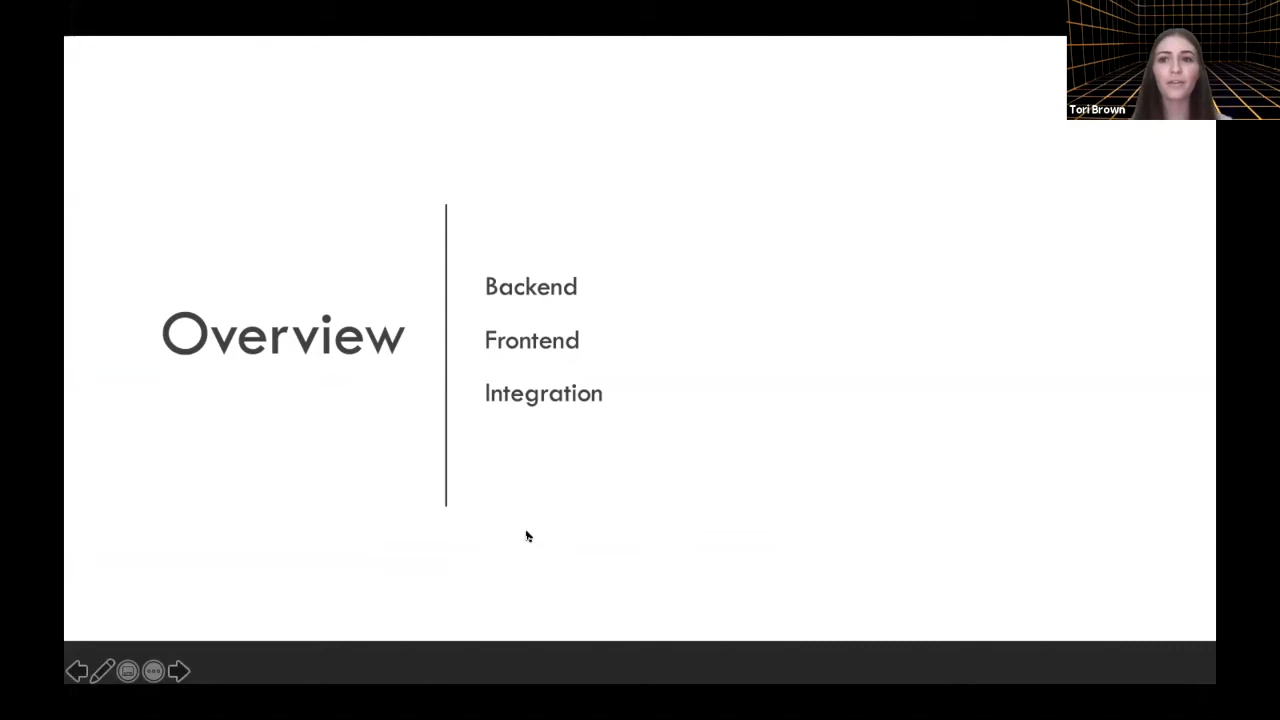 Tori Brown
Overview
Backend
Frontend
Integration